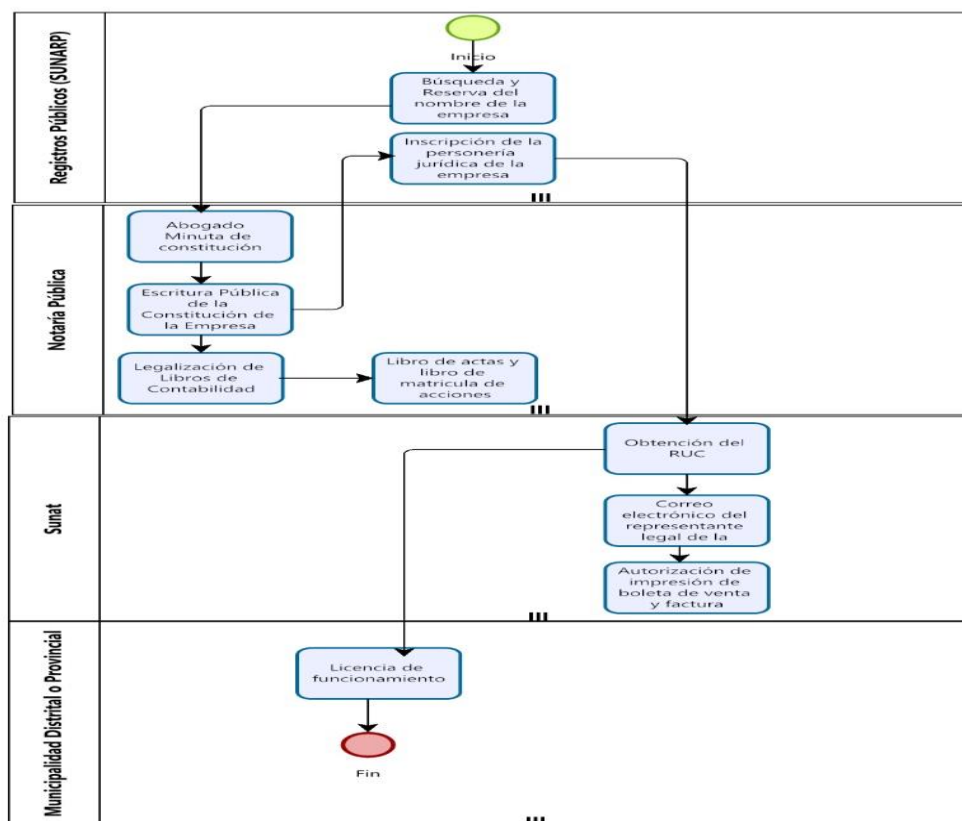 Registros Públicos (SUNARP)
Inicio
Búsqueda y
Reserva del
nombre de la
empresa
Inscripción de la
personería
jurídica de la
empresa
Notaría Pública
Abogado
Minuta de
constitución
Escritura Pública
de la
Constitución de
la Empresa
Legalización de
Libros de
Contabilidad
Libro de actas y
libro de
matricula de
acciones
Sunat
Obtención del
RUC
Correo
electrónico del
representante
legal de la
Autorización de
impresión de
boleta de venta
y factura
Municipalidad Distrital o Provincial
Licencia de
funcionamiento
Fin